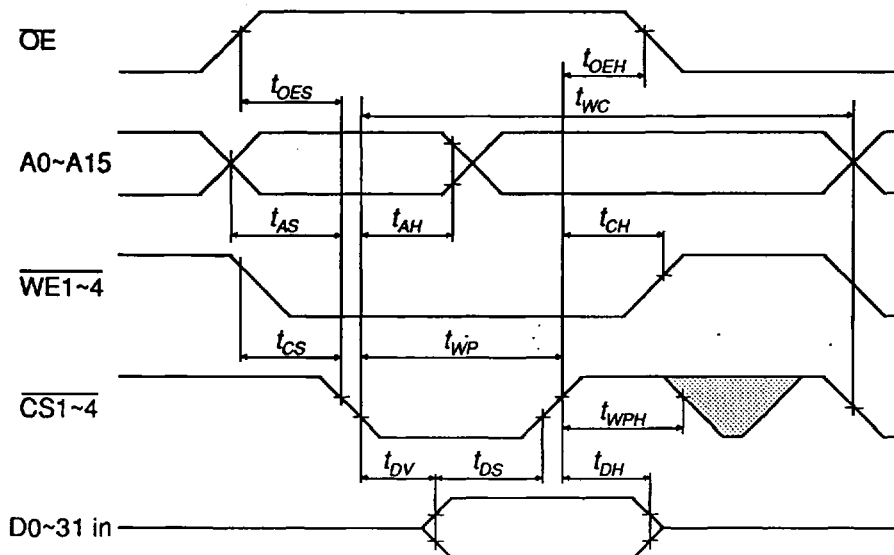 OE
tOES
tOEH
tWC
A0~A15
tAS
tAH
tCH
WE1~4
tCS
tWP
CS1~4
tWPH
tDV
tDS
tDH
D0~31 in